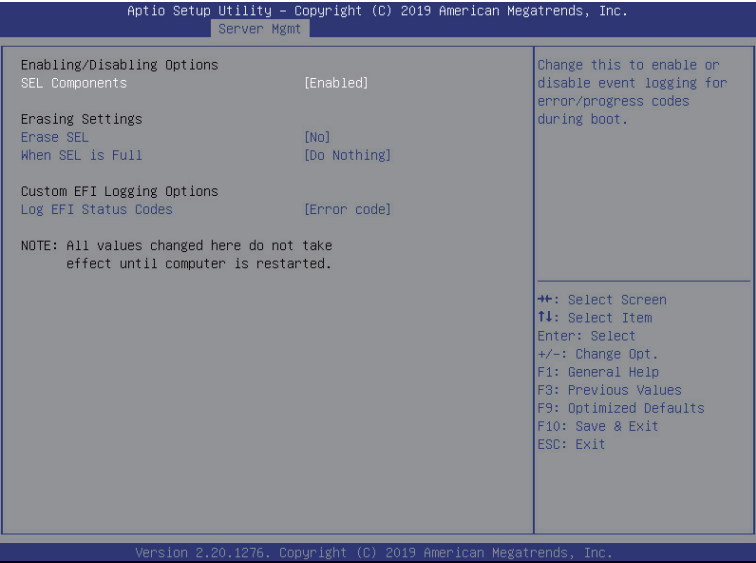 Aptio Setup Utility – Copyright (C) 2019 American Megatrends, Inc.
Server Mgmt
Enabling/Disabling Options
SEL Components [Enabled]
Erasing Settings
Erase SEL [No]
When SEL is Full [Do Nothing]
Custom EFI Logging Options
Log EFI Status Codes [Error code]
NOTE: All values changed here do not take
effect until computer is restarted.
Change this to enable or
disable event logging for
error/progress codes
during boot.
→←: Select Screen
↑↓: Select Item
Enter: Select
+/-: Change Opt.
F1: General Help
F3: Previous Values
F9: Optimized Defaults
F10: Save & Exit
ESC: Exit
Version 2.20.1276. Copyright (C) 2019 American Megatrends, Inc.